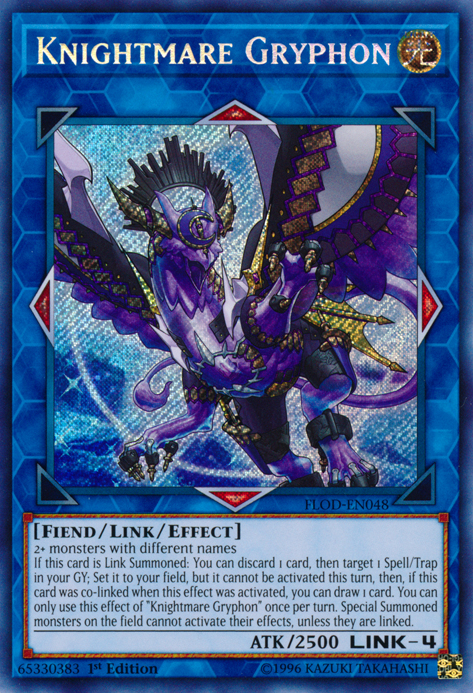 KNIGHTMARE GRYPHON
FLOD-EN048
[FIEND/LINK/EFFECT]
2+ monsters with different names
If this card is Link Summoned: You can discard 1 card, then target 1 Spell/Trap
in your GY; Set it to your field, but it cannot be activated this turn, then, if this
card was co-linked when this effect was activated, you can draw 1 card. You can
only use this effect of "Knightmare Gryphon" once per turn. Special Summoned
monsters on the field cannot activate their effects, unless they are linked.
ATK/2500 LINK-4
65330383 1st Edition ©1996 KAZUKI TAKAHASHI